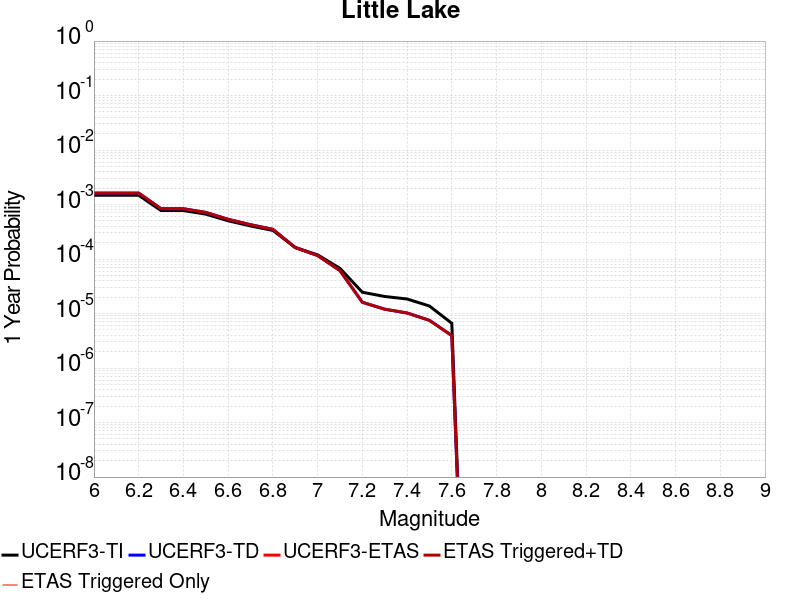 Little Lake
10^0
10^-1
10^-2
10^-3
10^-4
10^-5
10^-6
10^-7
10^-8
1 Year Probability
6 6.2 6.4 6.6 6.8 7 7.2 7.4 7.6 7.8 8 8.2 8.4 8.6 8.8 9
Magnitude
UCERF3-TI UCERF3-TD UCERF3-ETAS ETAS Triggered+TD
ETAS Triggered Only